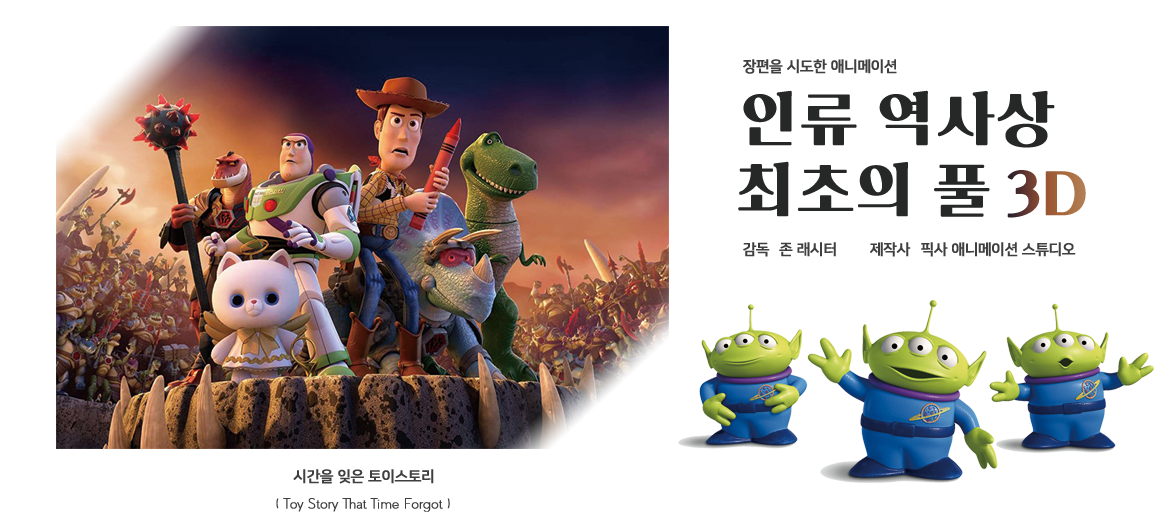 장편을 시도한 애니메이션
인류 역사상
최초의 풀 3D
감독 존 래시터 제작사 픽사 애니메이션 스튜디오
시간을 잊은 토이스토리
( Toy Story That Time Forgot )